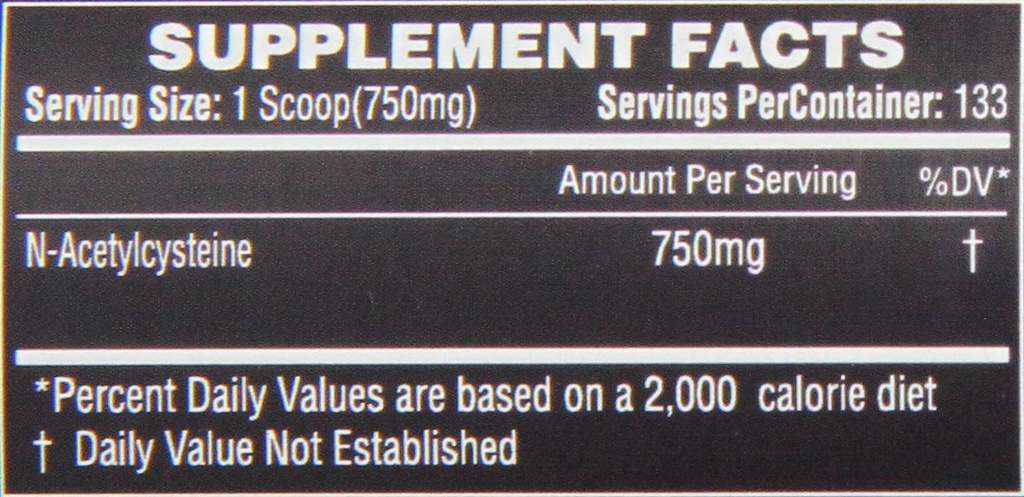 SUPPLEMENT FACTS
Serving Size: 1 Scoop(750mg) Servings PerContainer: 133
Amount Per Serving %DV*
N-Acetylcysteine 750mg †
*Percent Daily Values are based on a 2,000 calorie diet
† Daily Value Not Established